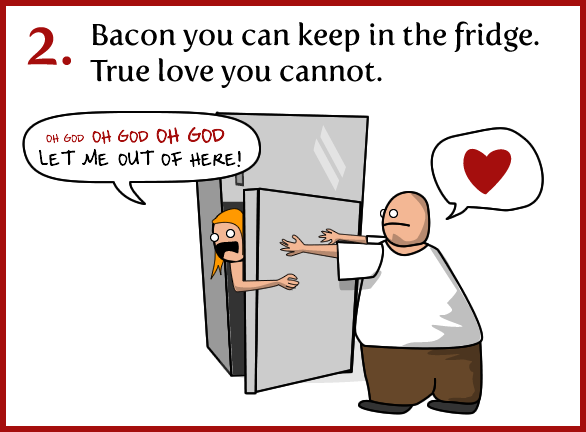 2. Bacon you can keep in the fridge.
True love you cannot.
OH GOD OH GOD OH GOD
LET ME OUT OF HERE!